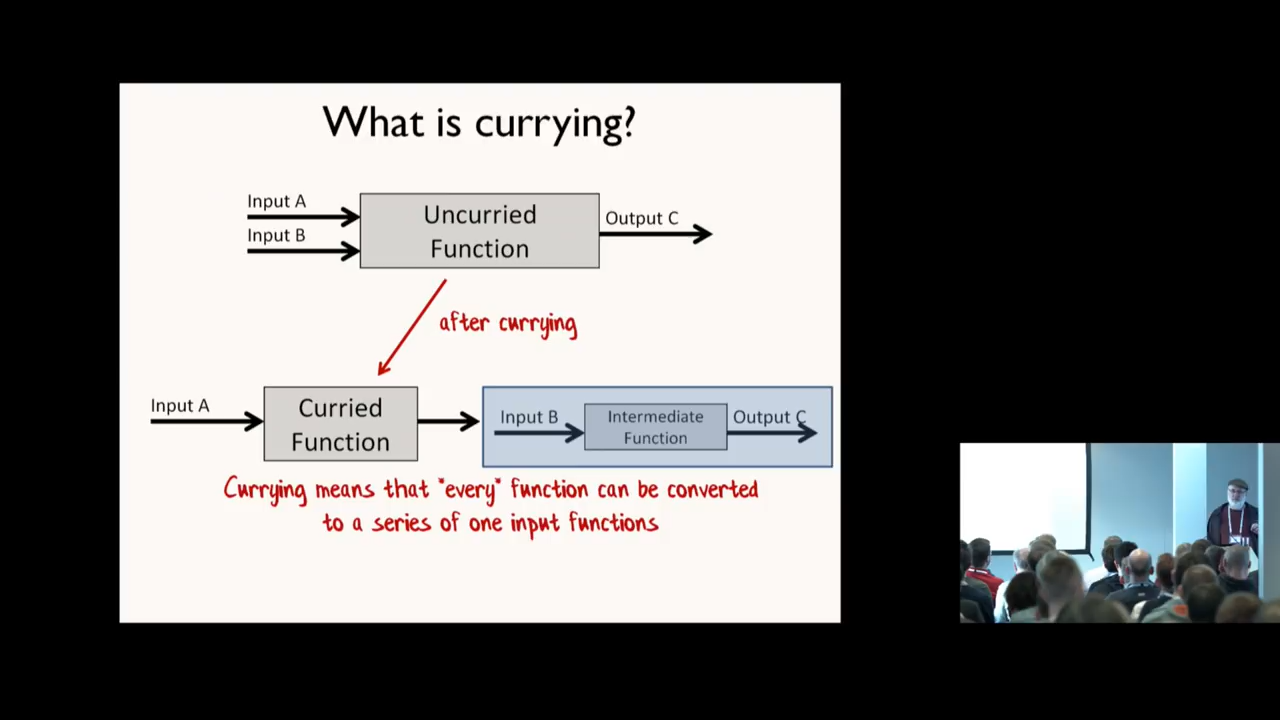 What is currying?
Input A
Input B
Uncurried
Function
Output C
after currying
Input A
Curried
Function
Input B
Intermediate
Function
Output C
Currying means that "every" function can be converted
to a series of one input functions